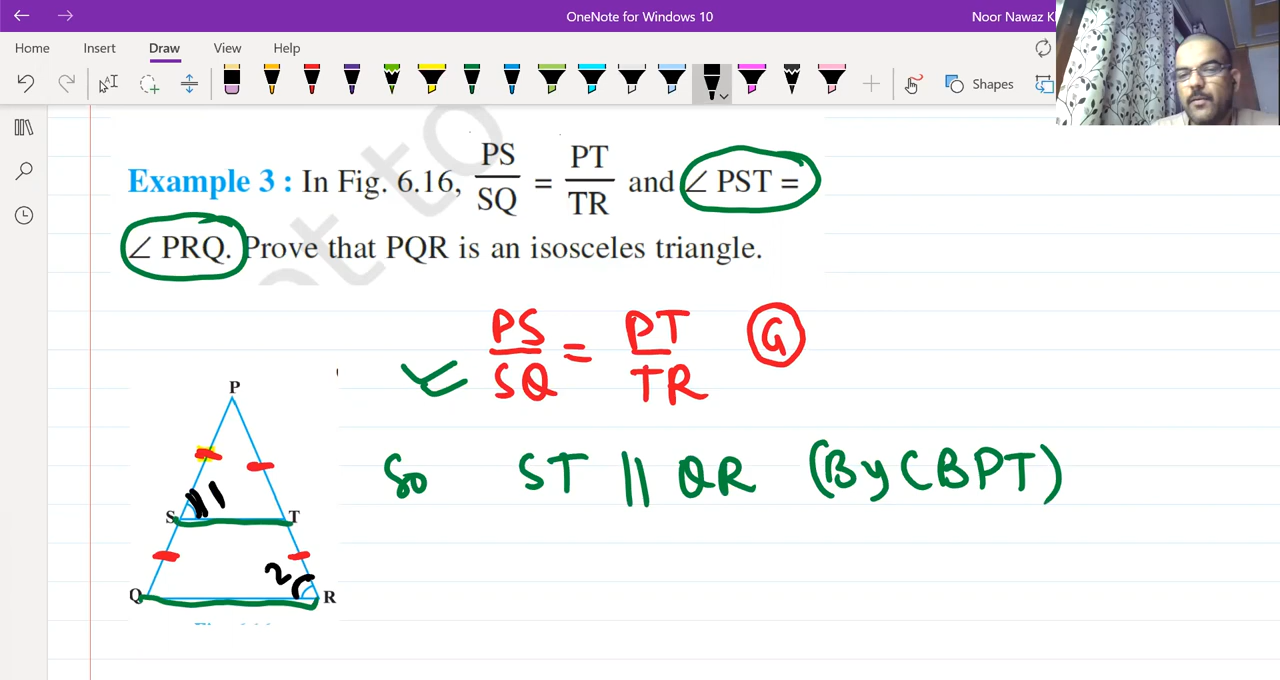 OneNote for Windows 10
Noor Nawaz K
Home Insert Draw View Help
Shapes
Example 3 : In Fig. 6.16, PS/SQ = PT/TR and ∠ PST =
∠ PRQ. Prove that PQR is an isosceles triangle.
PS/SQ = PT/TR G
So ST || QR (By CBPT)
P
S 1 T
2
Q R